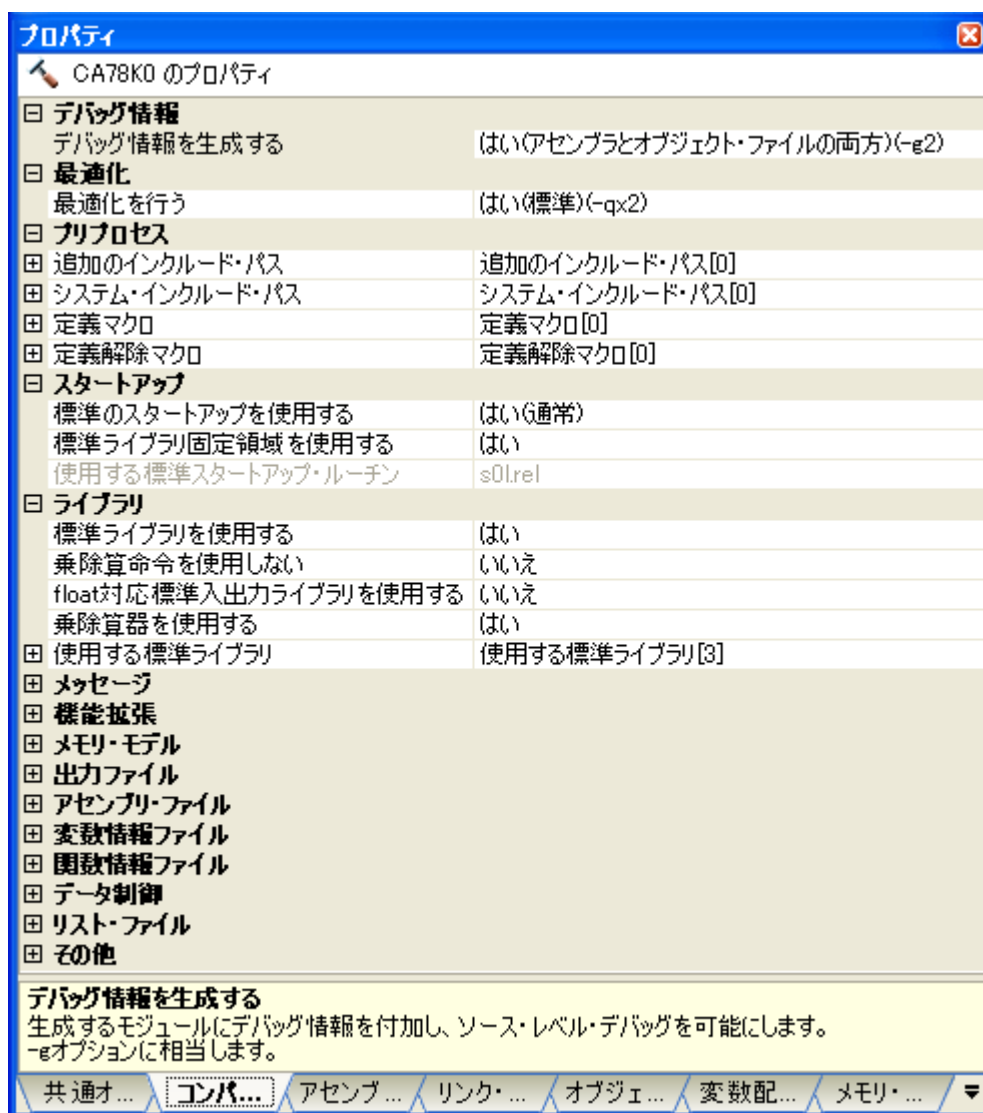 プロパティ
CA78K0 のプロパティ
デバッグ情報
デバッグ情報を生成する はい(アセンブラとオブジェクト・ファイルの両方)(-g2)
最適化
最適化を行う はい(標準)(-qx2)
プリプロセス
追加のインクルード・パス 追加のインクルード・パス[0]
システム・インクルード・パス システム・インクルード・パス[0]
定義マクロ 定義マクロ[0]
定義解除マクロ 定義解除マクロ[0]
スタートアップ
標準のスタートアップを使用する はい(通常)
標準ライブラリ固定領域を使用する はい
使用する標準スタートアップ・ルーチン s0l.rel
ライブラリ
標準ライブラリを使用する はい
乗除算命令を使用しない いいえ
float対応標準入出力ライブラリを使用する いいえ
乗除算器を使用する はい
使用する標準ライブラリ 使用する標準ライブラリ[3]
メッセージ
機能拡張
メモリ・モデル
出力ファイル
アセンブリ・ファイル
変数情報ファイル
関数情報ファイル
データ制御
リスト・ファイル
その他
デバッグ情報を生成する
生成するモジュールにデバッグ情報を付加し、ソース・レベル・デバッグを可能にします。
-gオプションに相当します。
共通オ... コンパ... アセンブ... リンク・... オブジェ... 変数配... メモリ・...